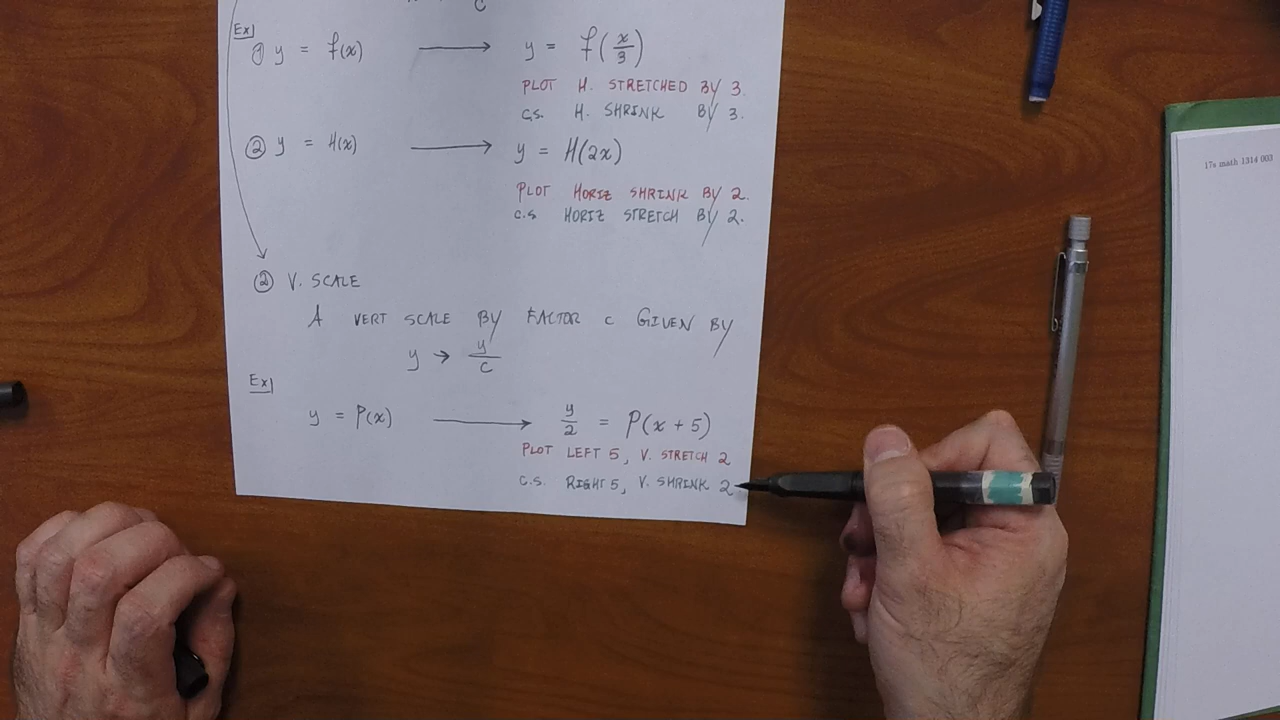 C
Ex
① y = f(x) ⟶ y = f(x/3)
PLOT H. STRETCHED BY 3.
C.S. H. SHRINK BY 3.
② y = H(x) ⟶ y = H(2x)
PLOT HORIZ SHRINK BY 2.
C.S HORIZ STRETCH BY 2.
② V. SCALE
A VERT SCALE BY FACTOR C GIVEN BY
y → y/c
Ex
y = P(x) ⟶ y/2 = P(x + 5)
PLOT LEFT 5, V. STRETCH 2
C.S. RIGHT 5, V. SHRINK 2
17s math 1314 003